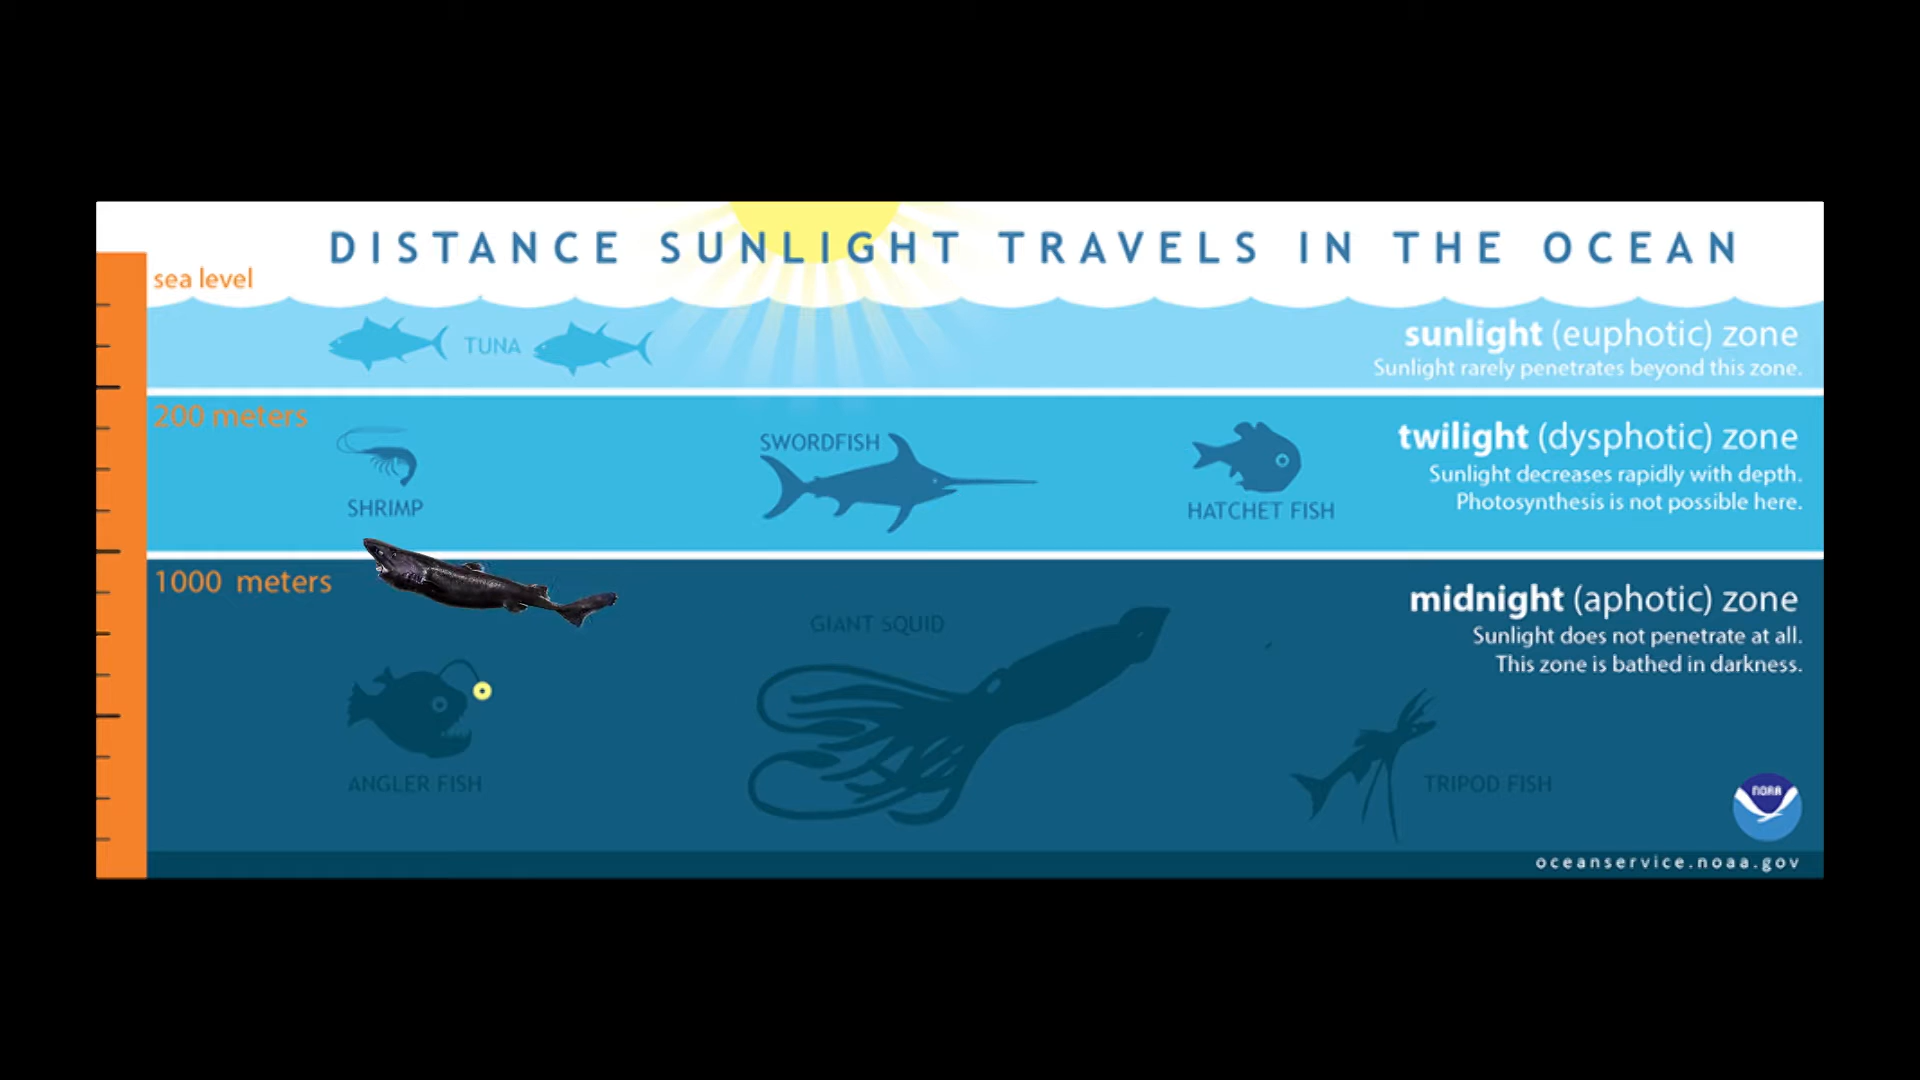 DISTANCE SUNLIGHT TRAVELS IN THE OCEAN
sea level
TUNA
sunlight (euphotic) zone
Sunlight rarely penetrates beyond this zone.
200 meters
SHRIMP
SWORDFISH
HATCHET FISH
twilight (dysphotic) zone
Sunlight decreases rapidly with depth.
Photosynthesis is not possible here.
1000 meters
GIANT SQUID
midnight (aphotic) zone
Sunlight does not penetrate at all.
This zone is bathed in darkness.
ANGLER FISH
TRIPOD FISH
NOAA
oceanservice.noaa.gov